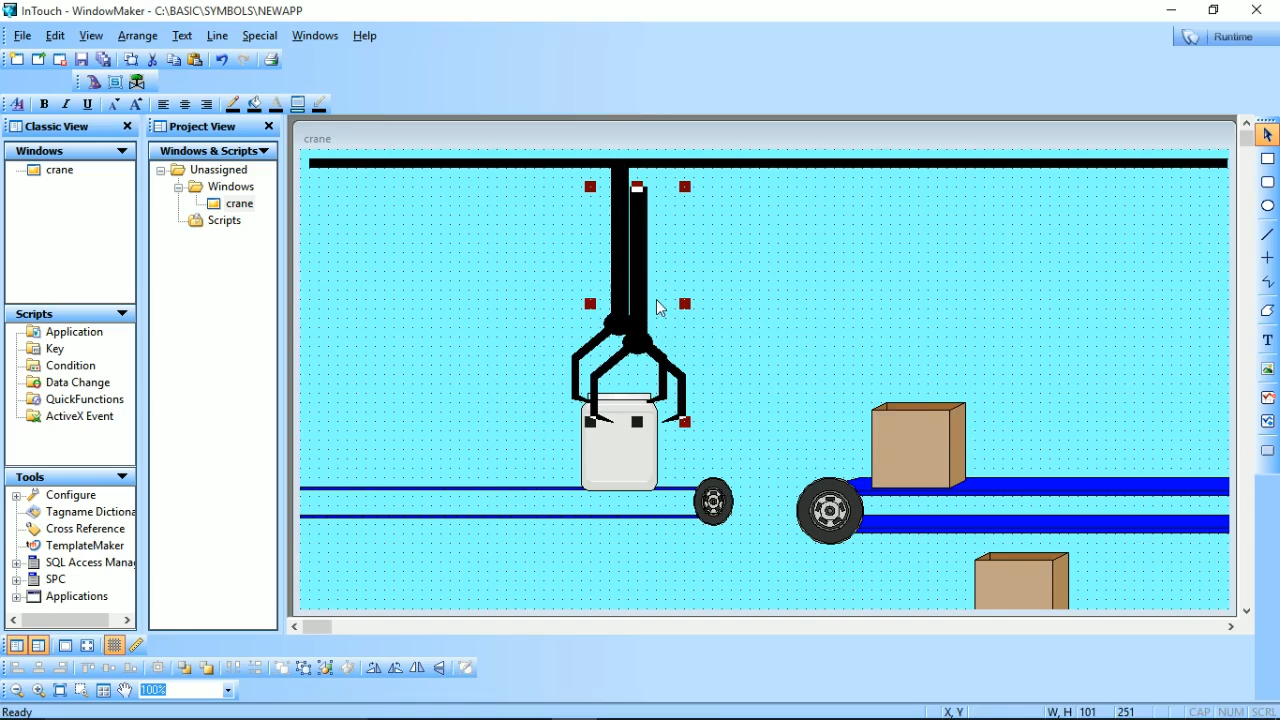 InTouch - WindowMaker - C:\BASIC\SYMBOLS\NEWAPP
File Edit View Arrange Text Line Special Windows Help
Runtime
B I U A A
Classic View
Project View
crane
Windows
Windows & Scripts
crane
Unassigned
Windows
crane
Scripts
Scripts
Application
Key
Condition
Data Change
QuickFunctions
ActiveX Event
Tools
Configure
Tagname Dictiona
Cross Reference
TemplateMaker
SQL Access Mana
SPC
Applications
T
100%
Ready
X, Y
W, H 101 251
CAP NUM SCRL